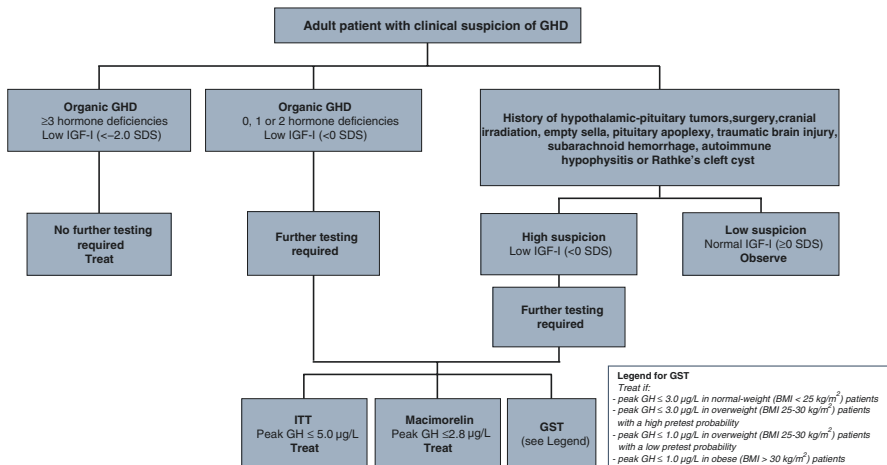 Adult patient with clinical suspicion of GHD
Organic GHD
≥3 hormone deficiencies
Low IGF-I (<−2.0 SDS)
Organic GHD
0, 1 or 2 hormone deficiencies
Low IGF-I (<0 SDS)
History of hypothalamic-pituitary tumors,surgery,cranial
irradiation, empty sella, pituitary apoplexy, traumatic brain injury,
subarachnoid hemorrhage, autoimmune
hypophysitis or Rathke's cleft cyst
No further testing
required
Treat
Further testing
required
High suspicion
Low IGF-I (<0 SDS)
Low suspicion
Normal IGF-I (≥0 SDS)
Observe
Further testing
required
ITT
Peak GH ≤ 5.0 µg/L
Treat
Macimorelin
Peak GH ≤2.8 µg/L
Treat
GST
(see Legend)
Legend for GST
Treat if:
- peak GH ≤ 3.0 µg/L in normal-weight (BMI < 25 kg/m²) patients
- peak GH ≤ 3.0 µg/L in overweight (BMI 25-30 kg/m²) patients
with a high pretest probability
- peak GH ≤ 1.0 µg/L in overweight (BMI 25-30 kg/m²) patients
with a low pretest probability
- peak GH ≤ 1.0 µg/L in obese (BMI > 30 kg/m²) patients